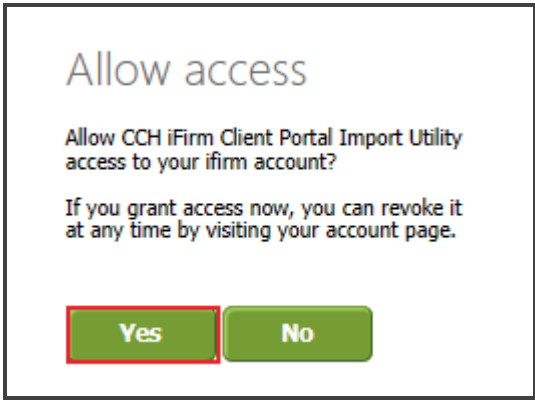 Allow access
Allow CCH iFirm Client Portal Import Utility
access to your ifirm account?
If you grant access now, you can revoke it
at any time by visiting your account page.
Yes No